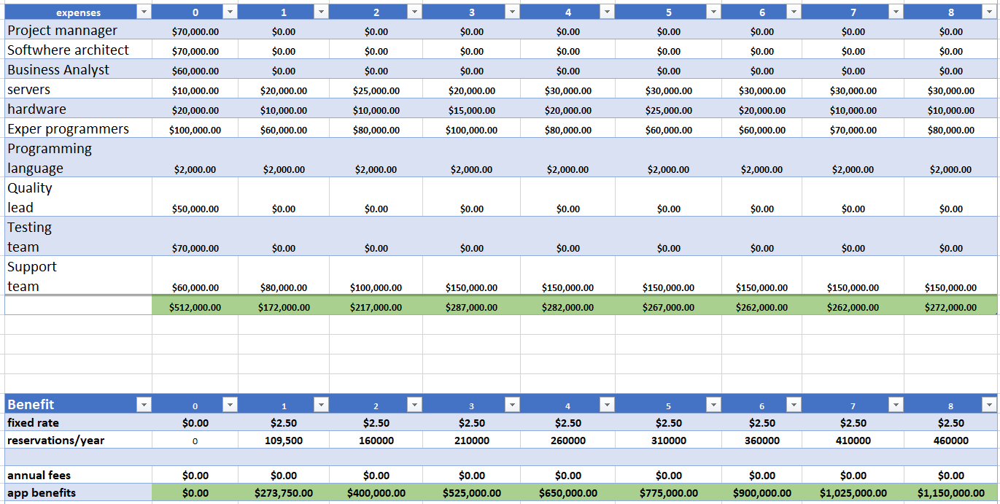 expenses 0 1 2 3 4 5 6 7 8
Project mannager $70,000.00 $0.00 $0.00 $0.00 $0.00 $0.00 $0.00 $0.00 $0.00
Softwhere architect $70,000.00 $0.00 $0.00 $0.00 $0.00 $0.00 $0.00 $0.00 $0.00
Business Analyst $60,000.00 $0.00 $0.00 $0.00 $0.00 $0.00 $0.00 $0.00 $0.00
servers $10,000.00 $20,000.00 $25,000.00 $20,000.00 $30,000.00 $30,000.00 $30,000.00 $30,000.00 $30,000.00
hardware $20,000.00 $10,000.00 $10,000.00 $15,000.00 $20,000.00 $25,000.00 $20,000.00 $10,000.00 $10,000.00
Exper programmers $100,000.00 $60,000.00 $80,000.00 $100,000.00 $80,000.00 $60,000.00 $60,000.00 $70,000.00 $80,000.00
Programming
language $2,000.00 $2,000.00 $2,000.00 $2,000.00 $2,000.00 $2,000.00 $2,000.00 $2,000.00 $2,000.00
Quality
lead $50,000.00 $0.00 $0.00 $0.00 $0.00 $0.00 $0.00 $0.00 $0.00
Testing
team $70,000.00 $0.00 $0.00 $0.00 $0.00 $0.00 $0.00 $0.00 $0.00
Support
team $60,000.00 $80,000.00 $100,000.00 $150,000.00 $150,000.00 $150,000.00 $150,000.00 $150,000.00 $150,000.00
$512,000.00 $172,000.00 $217,000.00 $287,000.00 $282,000.00 $267,000.00 $262,000.00 $262,000.00 $272,000.00
Benefit 0 1 2 3 4 5 6 7 8
fixed rate $0.00 $2.50 $2.50 $2.50 $2.50 $2.50 $2.50 $2.50 $2.50
reservations/year 0 109,500 160000 210000 260000 310000 360000 410000 460000
annual fees $0.00 $0.00 $0.00 $0.00 $0.00 $0.00 $0.00 $0.00 $0.00
app benefits $0.00 $273,750.00 $400,000.00 $525,000.00 $650,000.00 $775,000.00 $900,000.00 $1,025,000.00 $1,150,000.00